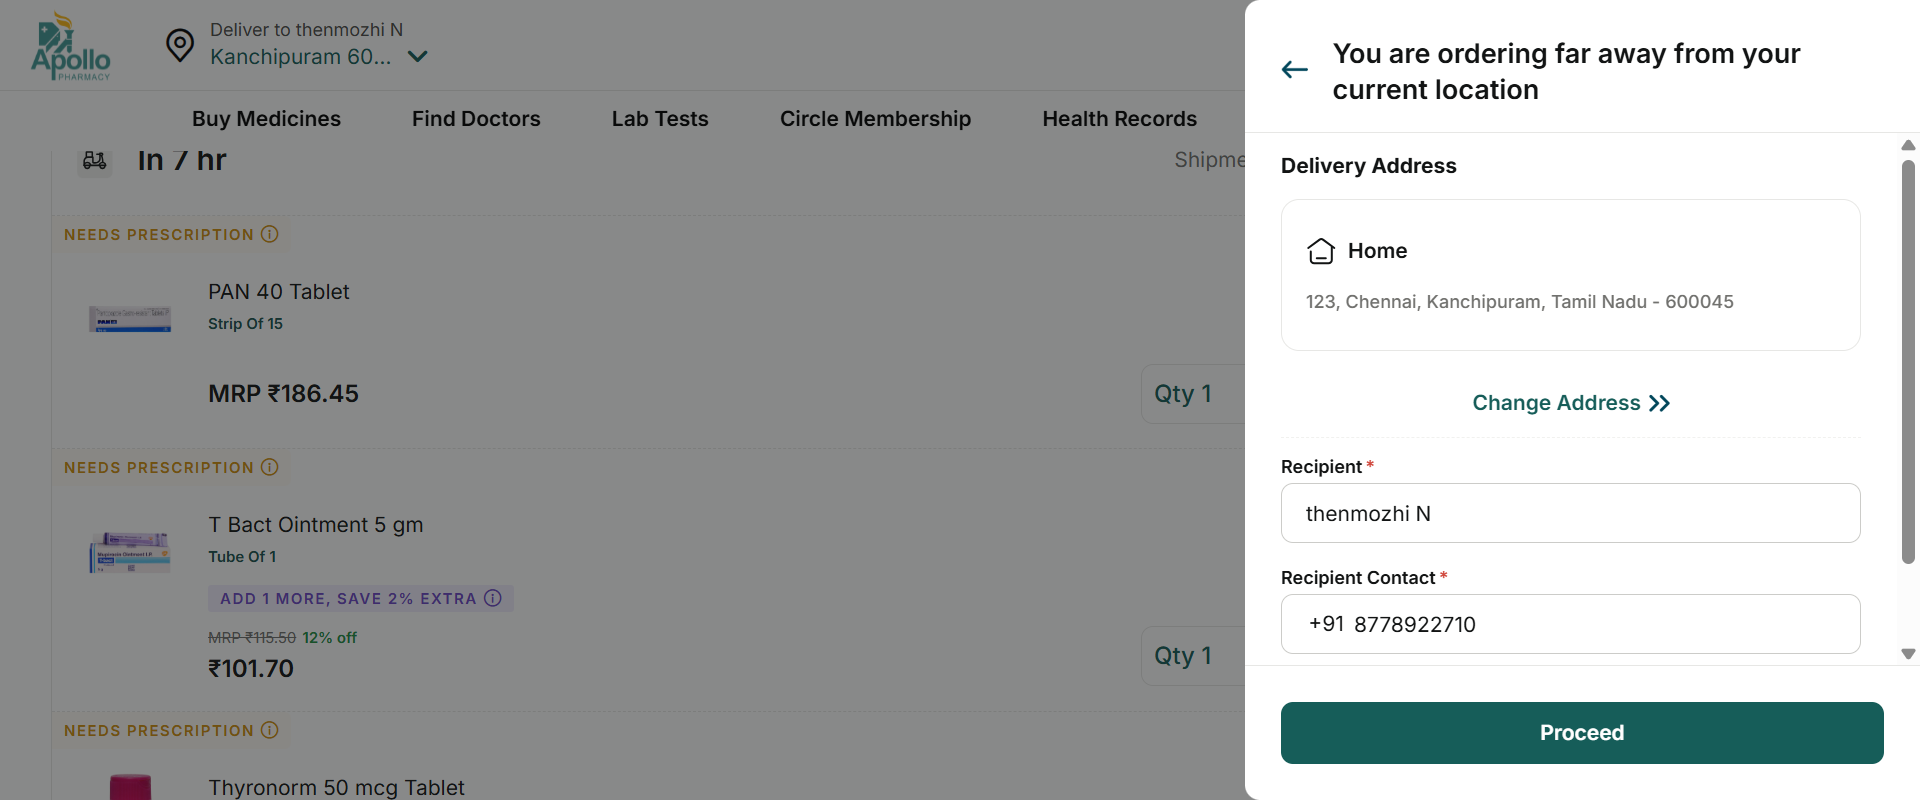 Apollo
PHARMACY
Deliver to thenmozhi N
Kanchipuram 60...
Buy Medicines
Find Doctors
Lab Tests
Circle Membership
Health Records
In 7 hr
Shipme
NEEDS PRESCRIPTION
PAN 40 Tablet
Strip Of 15
MRP ₹186.45
Qty 1
NEEDS PRESCRIPTION
T Bact Ointment 5 gm
Tube Of 1
ADD 1 MORE, SAVE 2% EXTRA
MRP ₹115.50 12% off
₹101.70
Qty 1
NEEDS PRESCRIPTION
Thyronorm 50 mcg Tablet
You are ordering far away from your
current location
Delivery Address
Home
123, Chennai, Kanchipuram, Tamil Nadu - 600045
Change Address
Recipient *
thenmozhi N
Recipient Contact *
+91 8778922710
Proceed